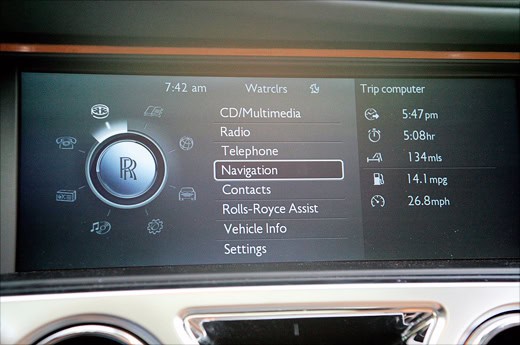 7:42 am Watrclrs
Trip computer
CD/Multimedia
Radio
Telephone
Navigation
Contacts
Rolls-Royce Assist
Vehicle Info
Settings
5:47pm
5:08hr
134mls
14.1mpg
26.8mph
RR